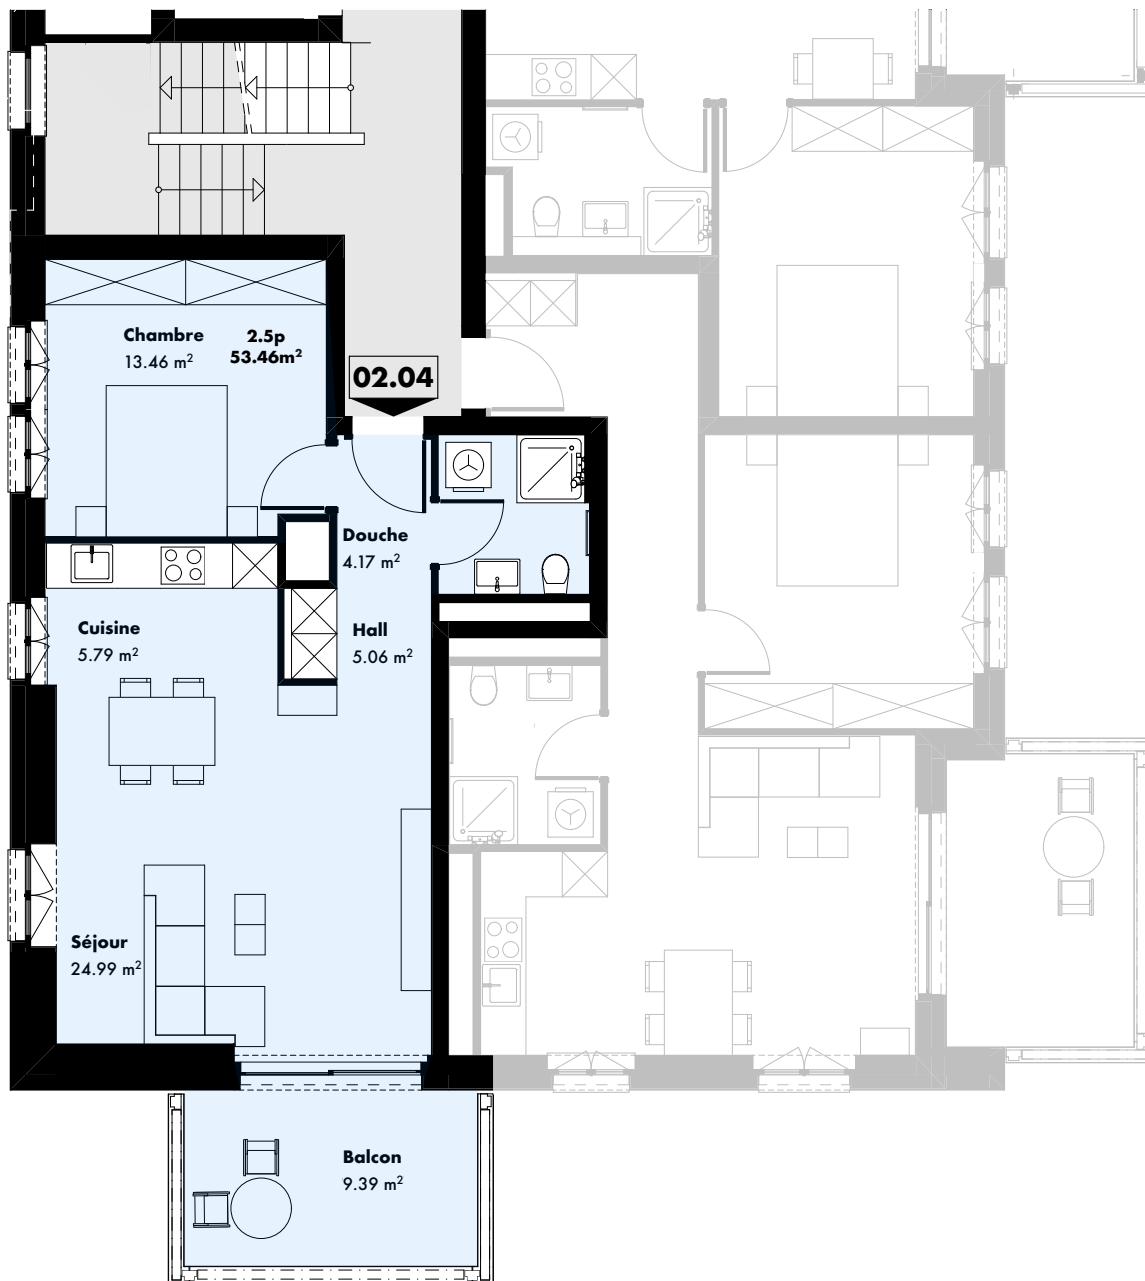 Chambre
13.46 m²
2.5p
53.46m²
02.04
Douche
4.17 m²
Cuisine
5.79 m²
Hall
5.06 m²
Séjour
24.99 m²
Balcon
9.39 m²